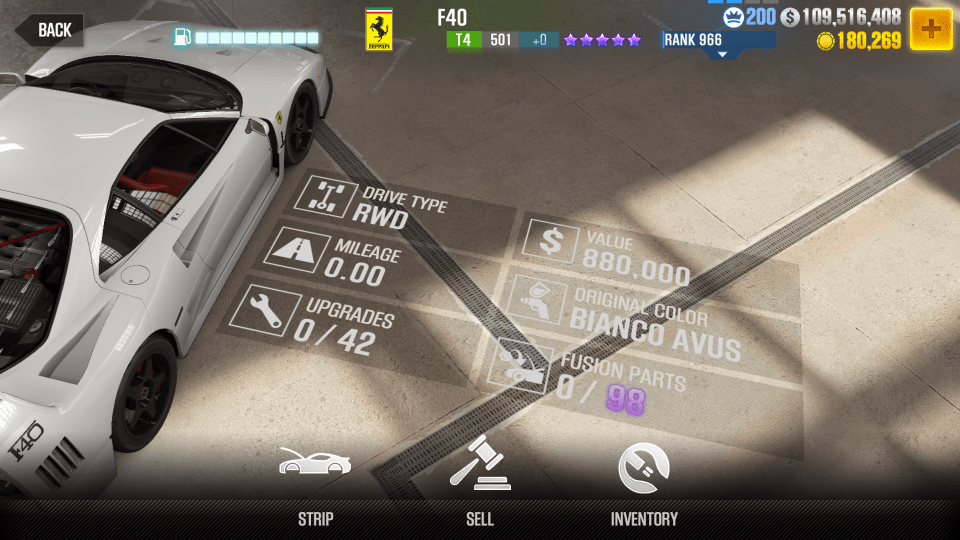 BACK
F40
T4 501 +0
RANK 966
200
109,516,408
180,269
DRIVE TYPE
RWD
MILEAGE
0.00
UPGRADES
0/42
VALUE
880.000
ORIGINAL COLOR
BIANCO AVUS
FUSION PARTS
0/ 98
F40
STRIP
SELL
INVENTORY